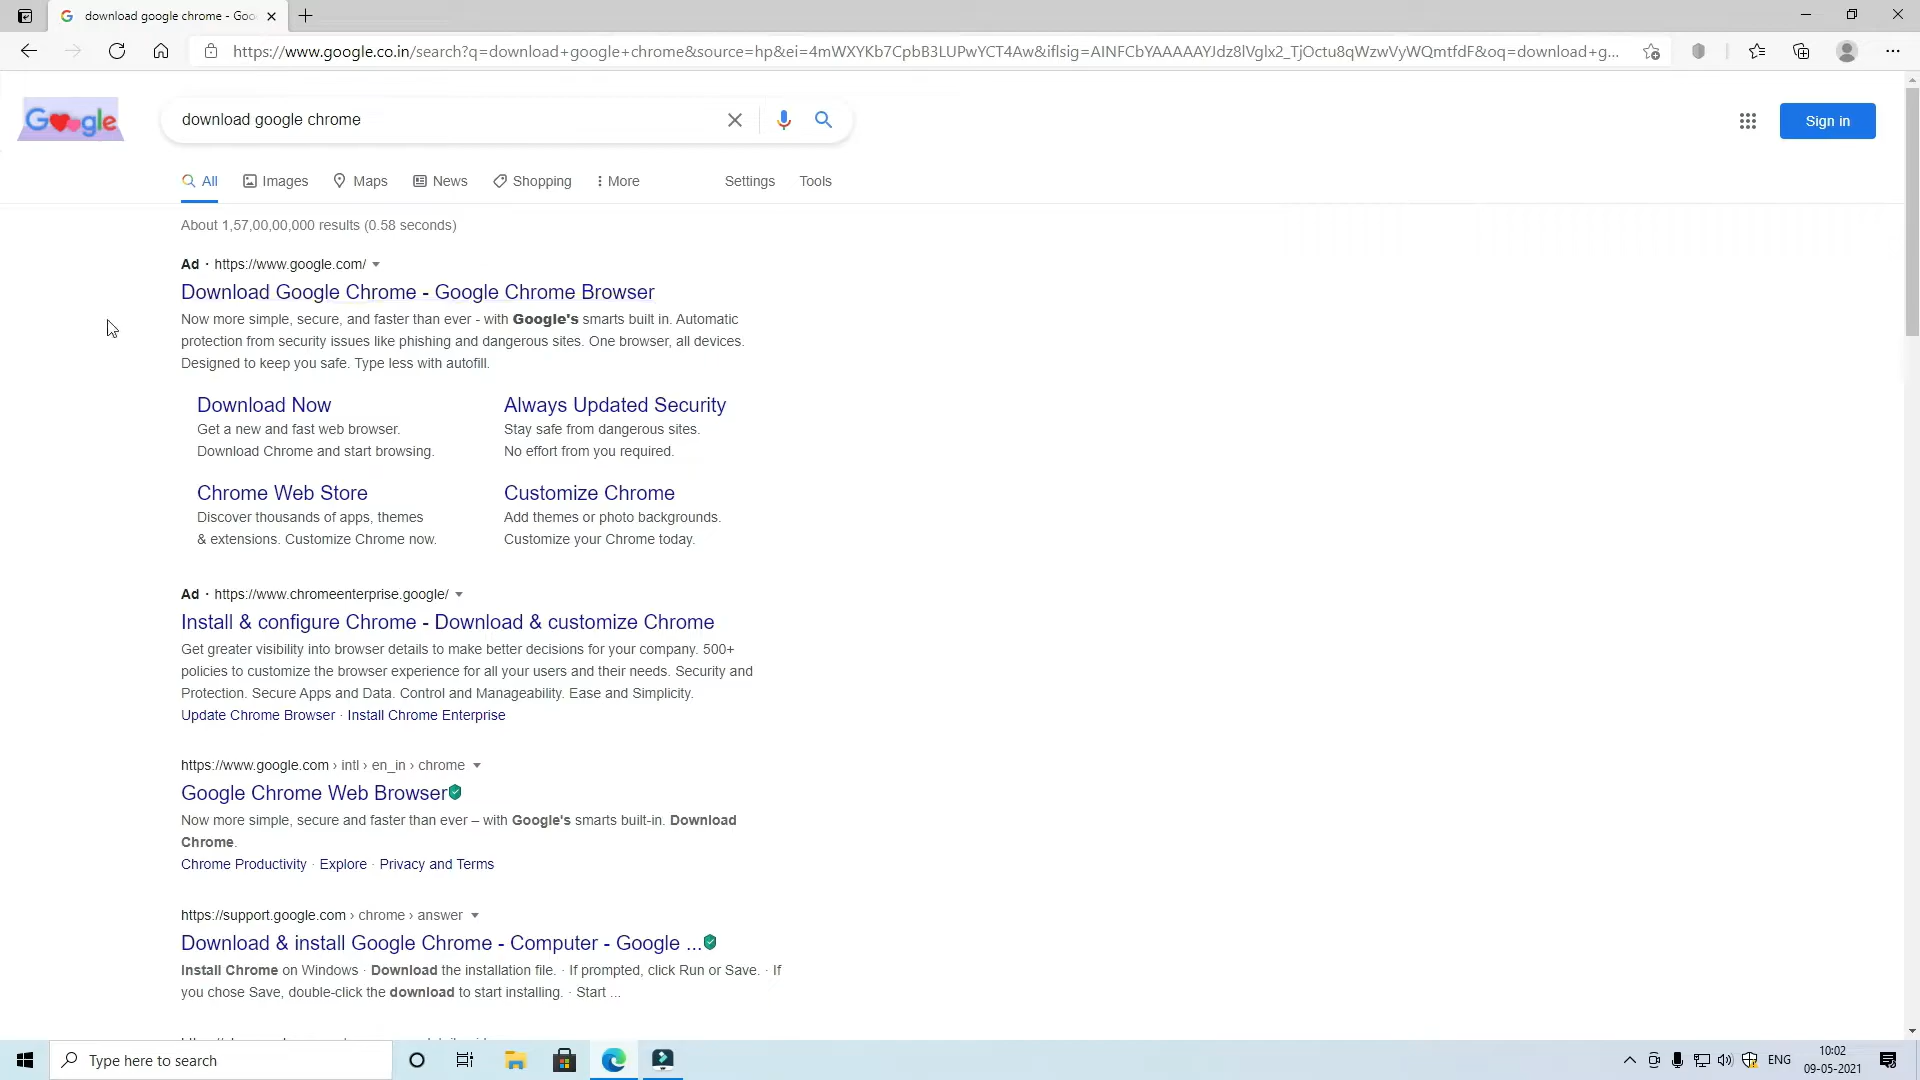 download google chrome - Goo
https://www.google.co.in/search?q=download+google+chrome&source=hp&ei=4mWXYKb7CpbB3LUPwYCT4Aw&iflsig=AINFCbYAAAAAYJdz8lVglx2_TjOctu8qWzwVyWQmtfdF&oq=download+g...
Google
download google chrome
Sign in
All
Images
Maps
News
Shopping
More
Settings
Tools
About 1,57,00,00,000 results (0.58 seconds)
Ad · https://www.google.com/
Download Google Chrome - Google Chrome Browser
Now more simple, secure, and faster than ever - with Google's smarts built in. Automatic
protection from security issues like phishing and dangerous sites. One browser, all devices.
Designed to keep you safe. Type less with autofill.
Download Now
Get a new and fast web browser.
Download Chrome and start browsing.
Always Updated Security
Stay safe from dangerous sites.
No effort from you required.
Chrome Web Store
Discover thousands of apps, themes
& extensions. Customize Chrome now.
Customize Chrome
Add themes or photo backgrounds.
Customize your Chrome today.
Ad · https://www.chromeenterprise.google/
Install & configure Chrome - Download & customize Chrome
Get greater visibility into browser details to make better decisions for your company. 500+
policies to customize the browser experience for all your users and their needs. Security and
Protection. Secure Apps and Data. Control and Manageability. Ease and Simplicity.
Update Chrome Browser · Install Chrome Enterprise
https://www.google.com › intl › en_in › chrome
Google Chrome Web Browser
Now more simple, secure and faster than ever – with Google's smarts built-in. Download
Chrome.
Chrome Productivity · Explore · Privacy and Terms
https://support.google.com › chrome › answer
Download & install Google Chrome - Computer - Google ...
Install Chrome on Windows · Download the installation file. · If prompted, click Run or Save. · If
you chose Save, double-click the download to start installing. · Start ...
Type here to search
ENG
10:02
09-05-2021